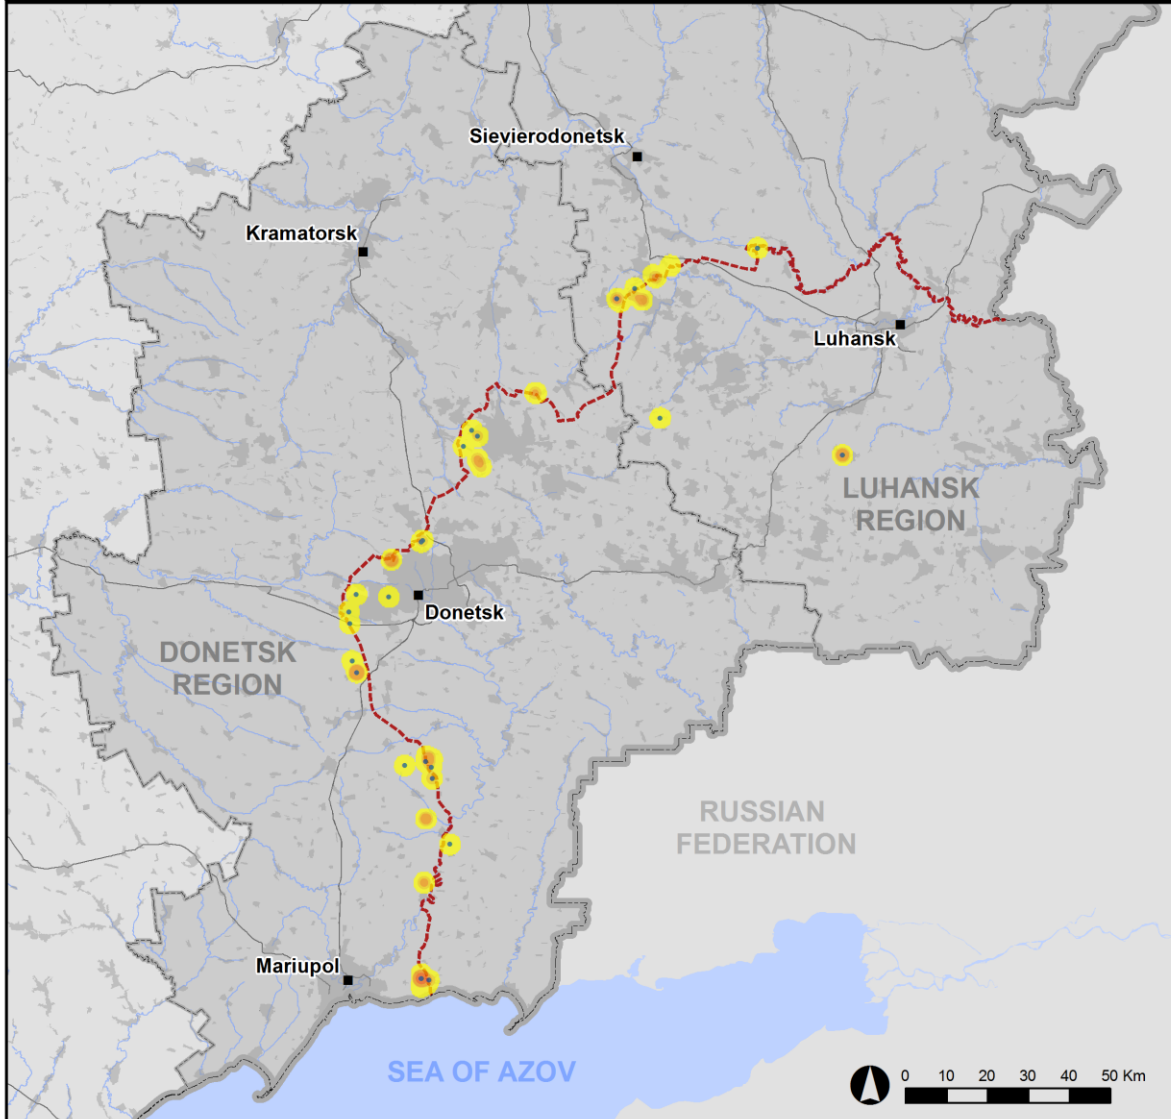 Sievierodonetsk
Kramatorsk
Luhansk
LUHANSK
REGION
Donetsk
DONETSK
REGION
RUSSIAN
FEDERATION
Mariupol
SEA OF AZOV
0 10 20 30 40 50 Km